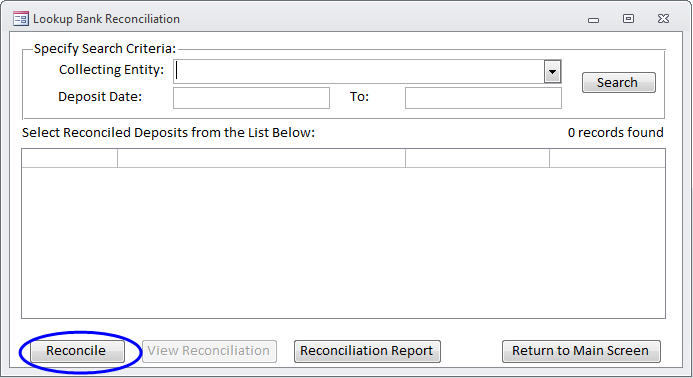 Lookup Bank Reconciliation
Specify Search Criteria:
Collecting Entity:
Search
Deposit Date: To:
Select Reconciled Deposits from the List Below: 0 records found
Reconcile View Reconciliation Reconciliation Report Return to Main Screen